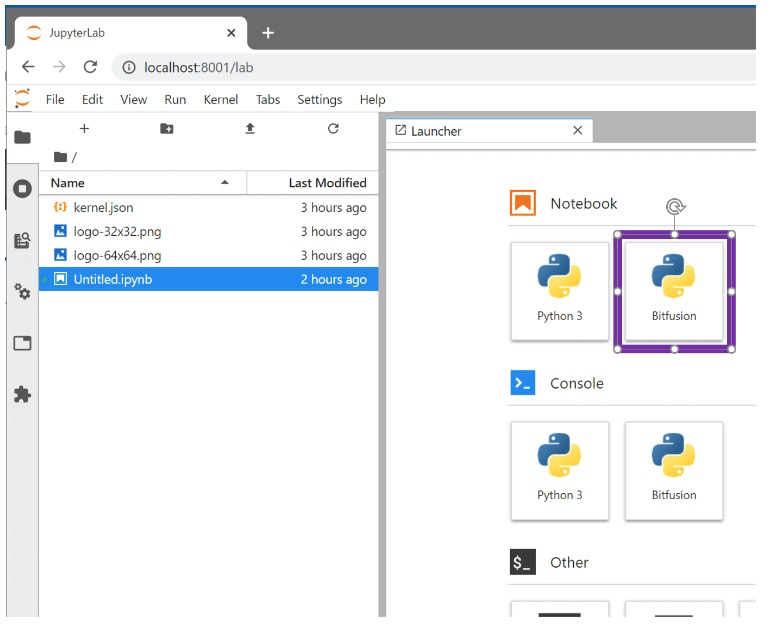 JupyterLab
localhost:8001/lab
File Edit View Run Kernel Tabs Settings Help
/
Launcher
Name Last Modified
kernel.json 3 hours ago
logo-32x32.png 3 hours ago
logo-64x64.png 3 hours ago
Untitled.ipynb 2 hours ago
Notebook
Python 3 Bitfusion
Console
Python 3 Bitfusion
$_ Other